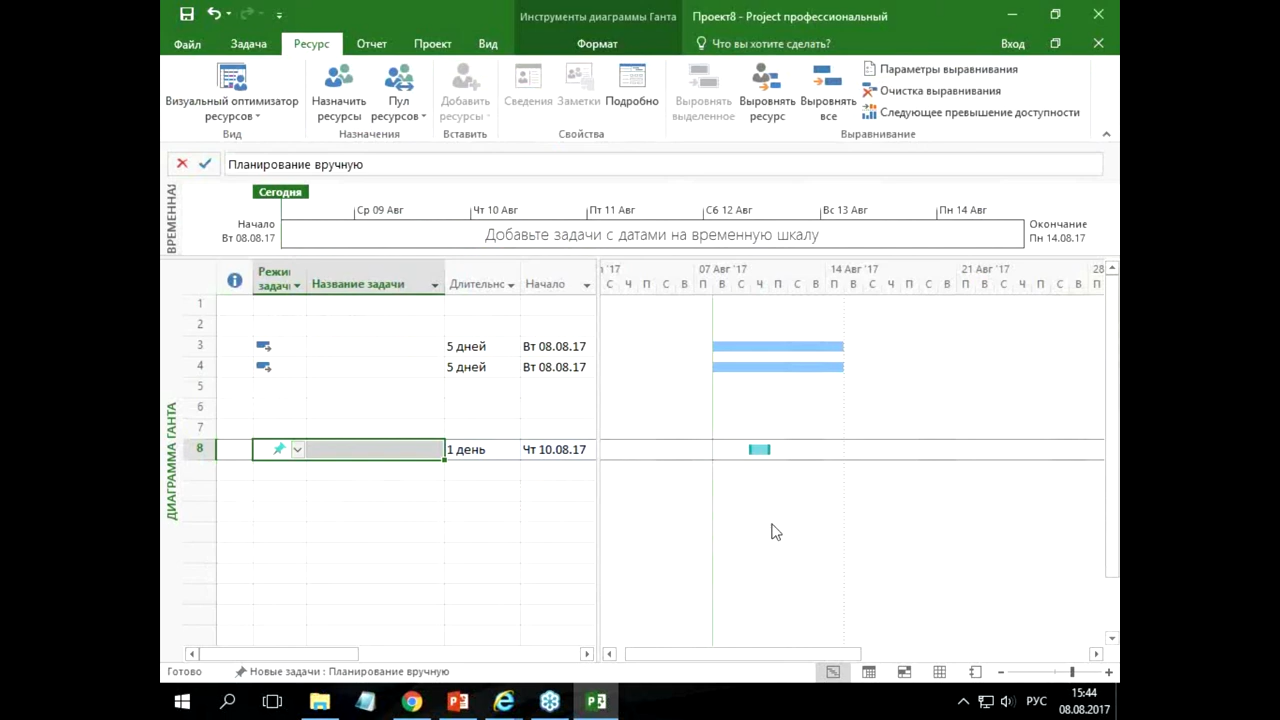 Инструменты диаграммы Ганта
Проект8 - Project профессиональный
Файл Задача Ресурс Отчет Проект Вид Формат Что вы хотите сделать? Вход
Визуальный оптимизатор ресурсов
Назначить ресурсы
Пул ресурсов
Добавить ресурсы
Сведения
Заметки
Подробно
Выровнять выделенное
Выровнять ресурс
Выровнять все
Параметры выравнивания
Очистка выравнивания
Следующее превышение доступности
Вид Назначения Вставить Свойства Выравнивание
Планирование вручную
ВРЕМЕННАЯ
Сегодня
Ср 09 Авг Чт 10 Авг Пт 11 Авг Сб 12 Авг Вс 13 Авг Пн 14 Авг
Начало
Вт 08.08.17
Добавьте задачи с датами на временную шкалу
Окончание
Пн 14.08.17
ДИАГРАММА ГАНТА
Режи
задач
Название задачи
Длительнс
Начало
'17 07 Авг '17 14 Авг '17 21 Авг '17 28
С Ч П С В П В С Ч П С В П В С Ч П С В П В С Ч П С В П
1
2
3 5 дней Вт 08.08.17
4 5 дней Вт 08.08.17
5
6
7
8 1 день Чт 10.08.17
Готово
Новые задачи : Планирование вручную
РУС
15:44
08.08.2017